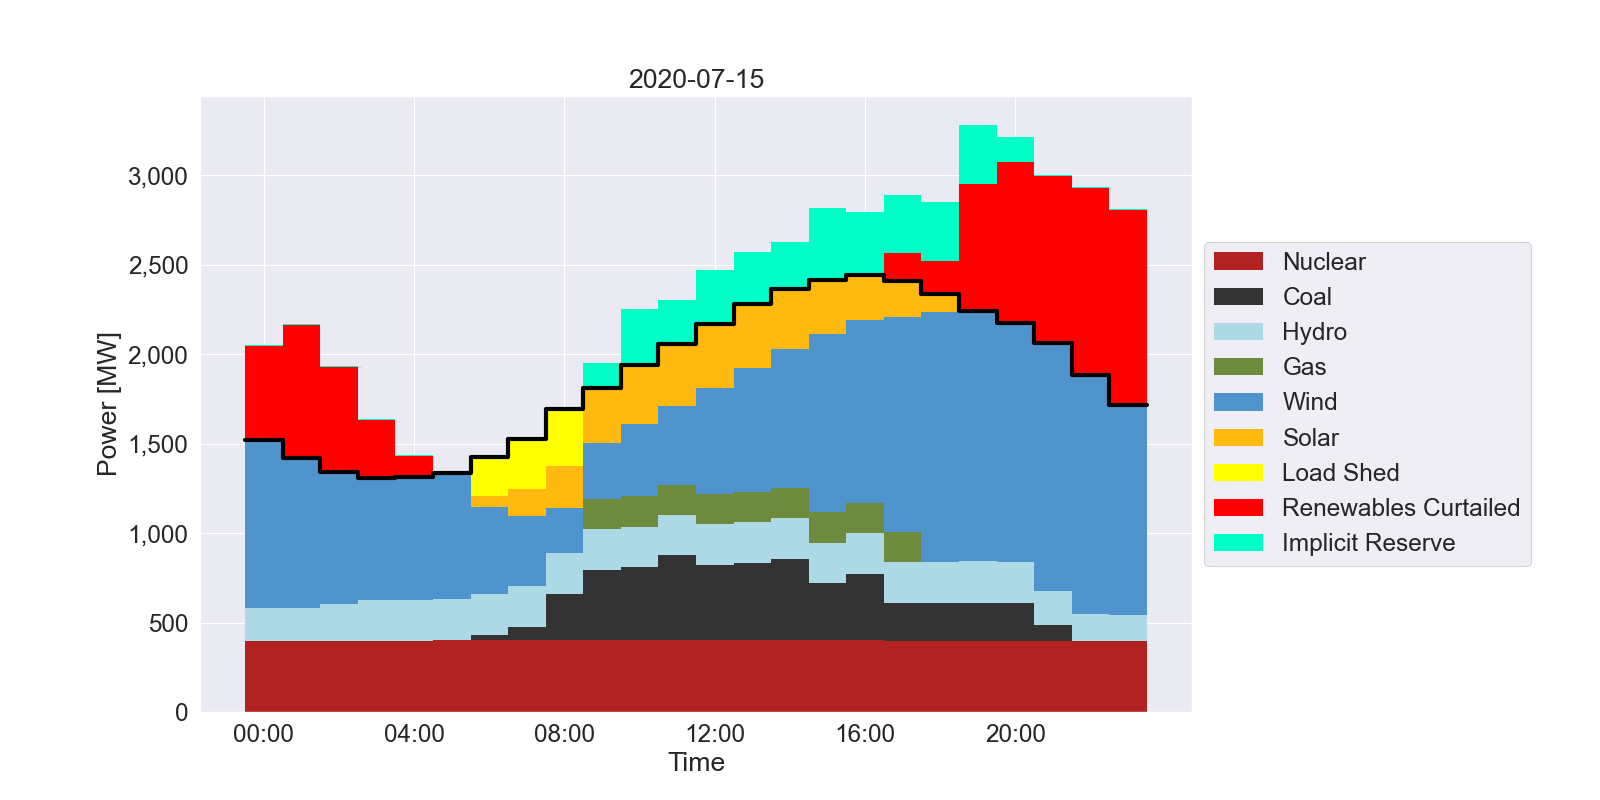 2020-07-15
Power [MW]
3,000
2,500
2,000
1,500
1,000
500
0
00:00 04:00 08:00 12:00 16:00 20:00
Time
Nuclear
Coal
Hydro
Gas
Wind
Solar
Load Shed
Renewables Curtailed
Implicit Reserve